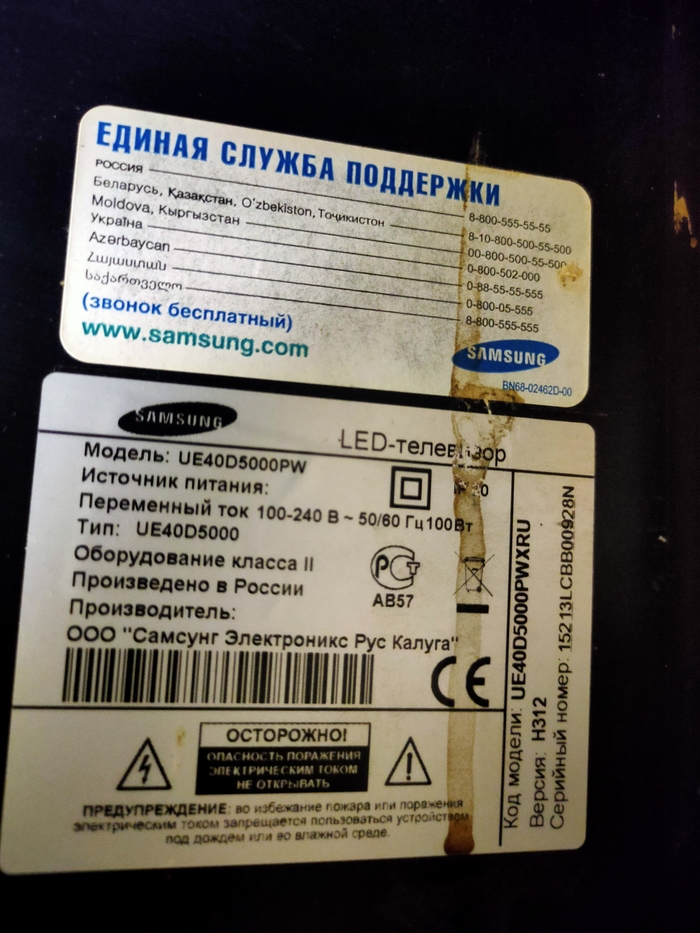 ЕДИНАЯ СЛУЖБА ПОДДЕРЖКИ
РОССИЯ 8-800-555-55-55
Беларусь, Қазақстан, O'zbekiston, Тоҷикистон 8-10-800-500-55-500
Moldova, Кыргызстан 00-800-500-55-500
Україна 0-800-502-000
Azərbaycan 0-88-55-55-555
Հայաստան 0-800-05-555
საქართველო 8-800-555-555
(звонок бесплатный)
www.samsung.com
SAMSUNG
BN68-02462D-00
SAMSUNG
LED-телевизор
Модель: UE40D5000PW
Источник питания:
Переменный ток 100-240 В ~ 50/60 Гц 100Вт
Тип: UE40D5000
Оборудование класса II
Произведено в России
Производитель:
ООО "Самсунг Электроникс Рус Калуга"
РСТ
АВ57
CE
ОСТОРОЖНО!
ОПАСНОСТЬ ПОРАЖЕНИЯ
ЭЛЕКТРИЧЕСКИМ ТОКОМ
НЕ ОТКРЫВАТЬ
ПРЕДУПРЕЖДЕНИЕ: во избежание пожара или поражения
электрическим током запрещается пользоваться устройством
под дождем или во влажной среде.
Код модели: UE40D5000PWXRU
Версия: H312
Серийный номер: 15213LCBB00928N